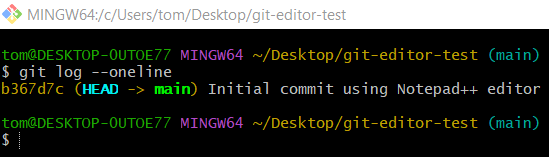 MINGW64:/c/Users/tom/Desktop/git-editor-test
tom@DESKTOP-OUTOE77 MINGW64 ~/Desktop/git-editor-test (main)
$ git log --oneline
b367d7c (HEAD -> main) Initial commit using Notepad++ editor
tom@DESKTOP-OUTOE77 MINGW64 ~/Desktop/git-editor-test (main)
$